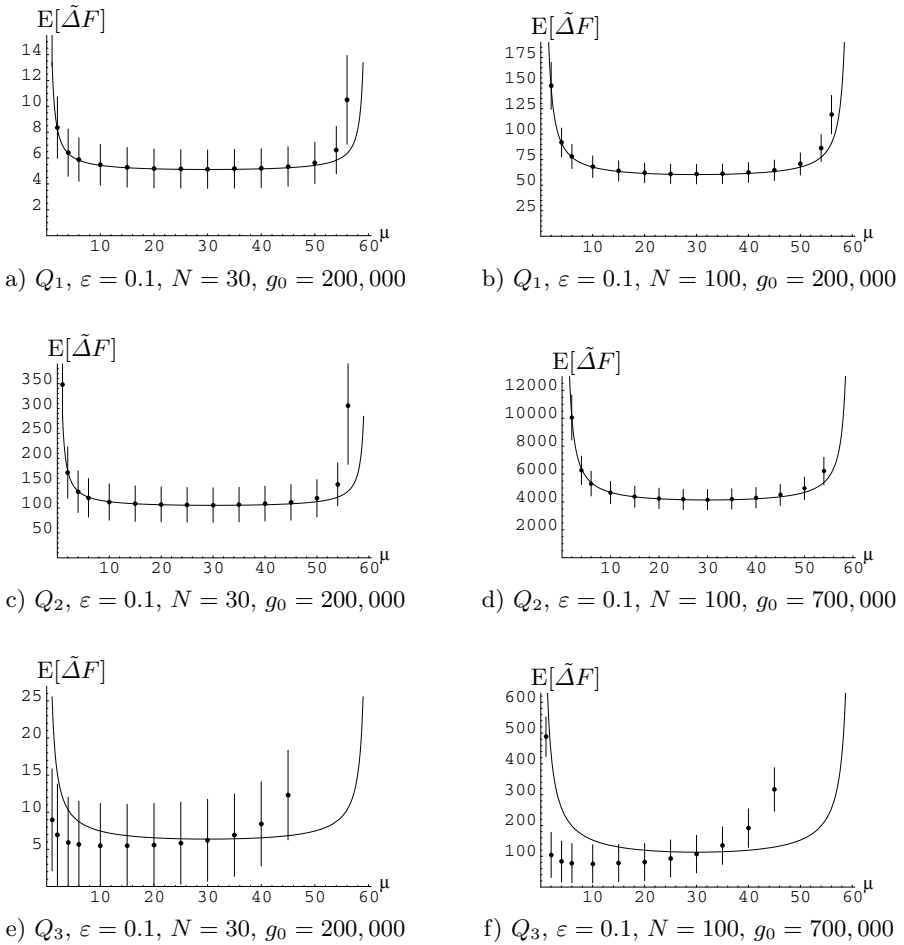 E[Δ̃F] E[Δ̃F]
14
12
10
8
6
4
2
10 20 30 40 50 60 μ
175
150
125
100
75
50
25
10 20 30 40 50 60 μ
a) Q₁, ε = 0.1, N = 30, g₀ = 200,000
b) Q₁, ε = 0.1, N = 100, g₀ = 200,000
E[Δ̃F] E[Δ̃F]
350
300
250
200
150
100
50
10 20 30 40 50 60 μ
12000
10000
8000
6000
4000
2000
10 20 30 40 50 60 μ
c) Q₂, ε = 0.1, N = 30, g₀ = 200,000
d) Q₂, ε = 0.1, N = 100, g₀ = 700,000
E[Δ̃F] E[Δ̃F]
25
20
15
10
5
10 20 30 40 50 60 μ
600
500
400
300
200
100
10 20 30 40 50 60 μ
e) Q₃, ε = 0.1, N = 30, g₀ = 200,000
f) Q₃, ε = 0.1, N = 100, g₀ = 700,000